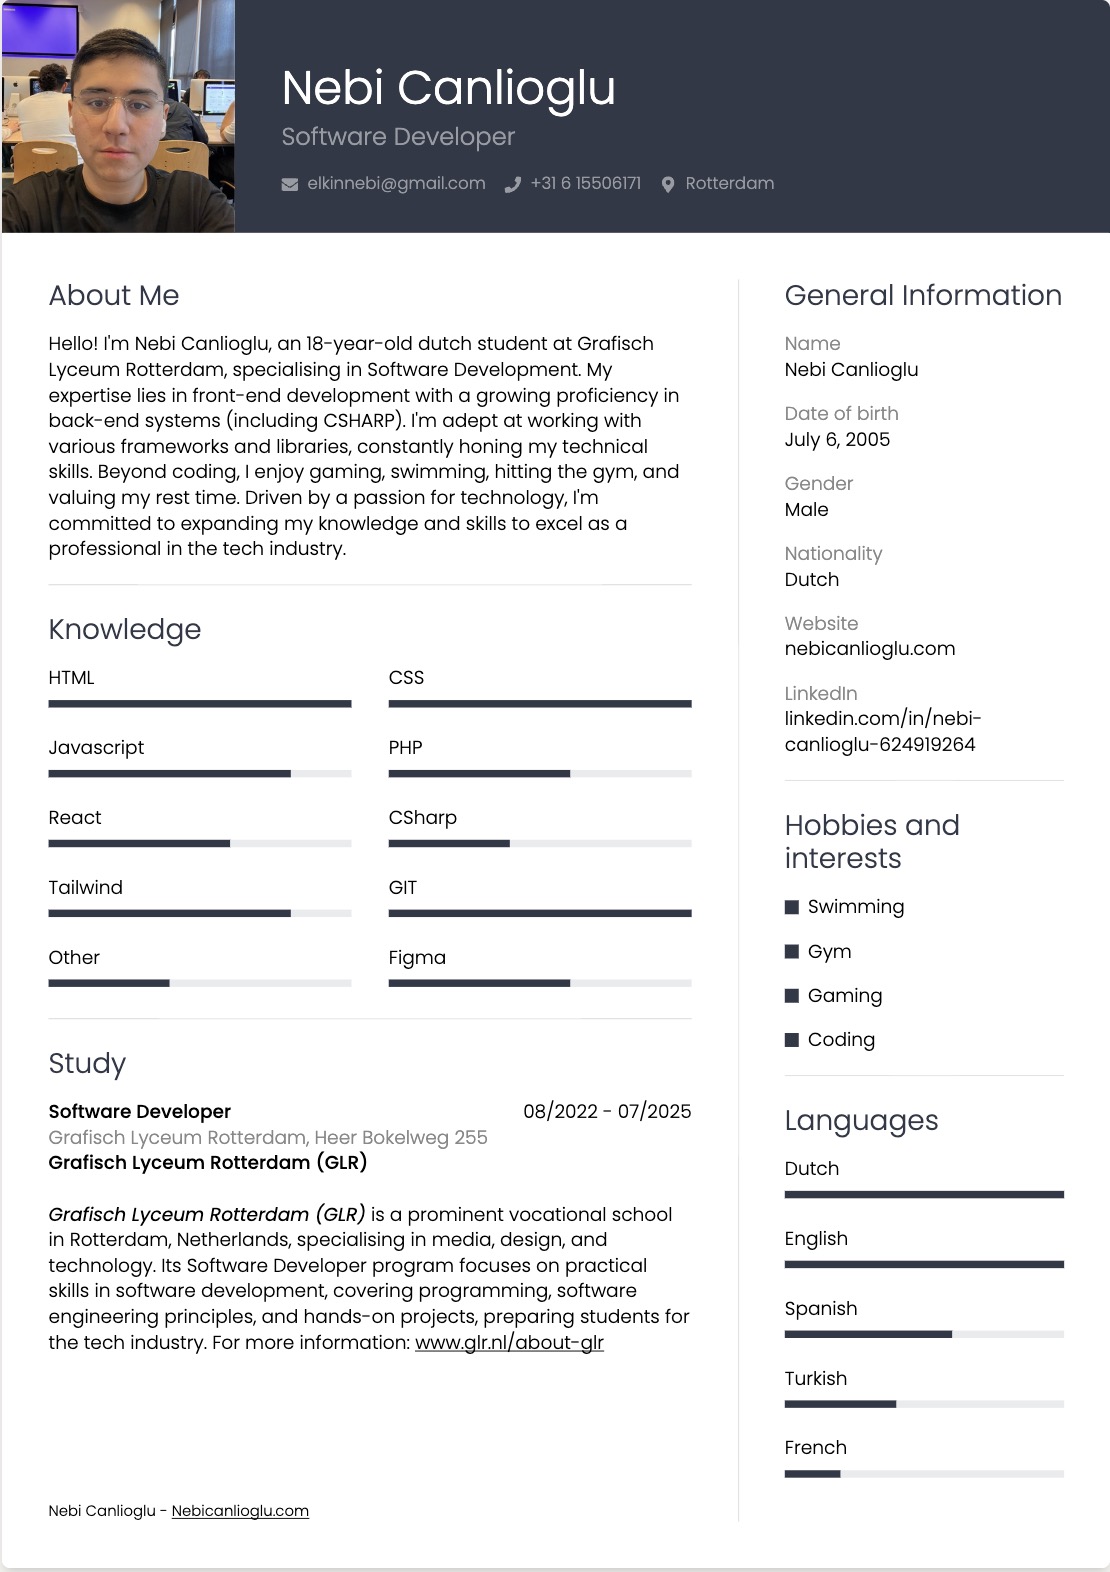 Nebi Canlioglu
Software Developer
elkinnebi@gmail.com +31 6 15506171 Rotterdam
About Me
Hello! I'm Nebi Canlioglu, an 18-year-old dutch student at Grafisch
Lyceum Rotterdam, specialising in Software Development. My
expertise lies in front-end development with a growing proficiency in
back-end systems (including CSHARP). I'm adept at working with
various frameworks and libraries, constantly honing my technical
skills. Beyond coding, I enjoy gaming, swimming, hitting the gym, and
valuing my rest time. Driven by a passion for technology, I'm
committed to expanding my knowledge and skills to excel as a
professional in the tech industry.
Knowledge
HTML
CSS
Javascript
PHP
React
CSharp
Tailwind
GIT
Other
Figma
Study
Software Developer 08/2022 - 07/2025
Grafisch Lyceum Rotterdam, Heer Bokelweg 255
Grafisch Lyceum Rotterdam (GLR)
Grafisch Lyceum Rotterdam (GLR) is a prominent vocational school
in Rotterdam, Netherlands, specialising in media, design, and
technology. Its Software Developer program focuses on practical
skills in software development, covering programming, software
engineering principles, and hands-on projects, preparing students for
the tech industry. For more information: www.glr.nl/about-glr
Nebi Canlioglu - Nebicanlioglu.com
General Information
Name
Nebi Canlioglu
Date of birth
July 6, 2005
Gender
Male
Nationality
Dutch
Website
nebicanlioglu.com
LinkedIn
linkedin.com/in/nebi-
canlioglu-624919264
Hobbies and
interests
Swimming
Gym
Gaming
Coding
Languages
Dutch
English
Spanish
Turkish
French